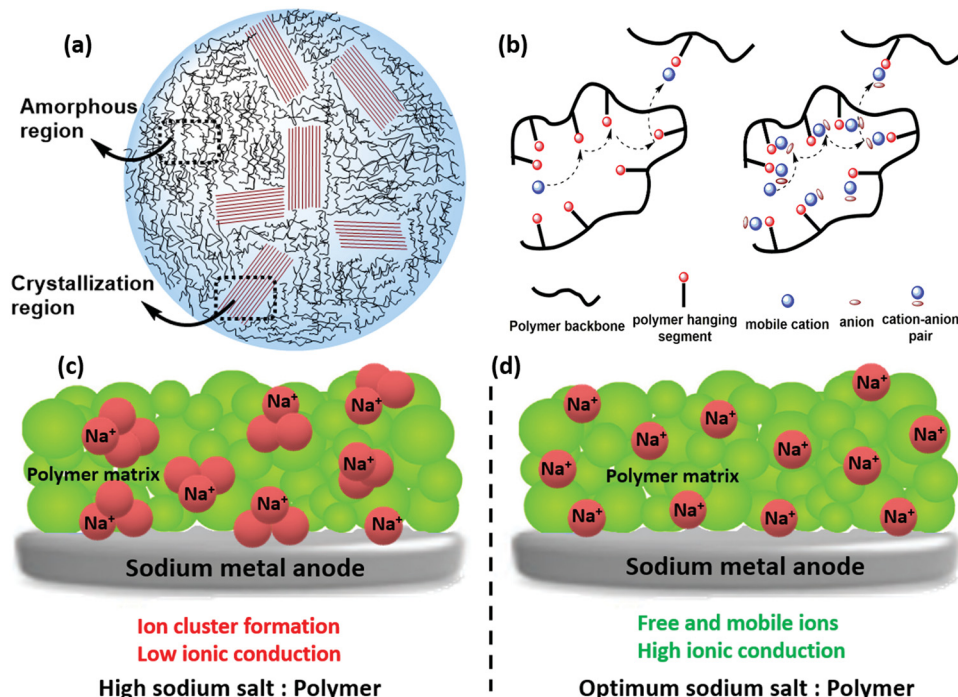 (a)
Amorphous
region
Crystallization
region
(b)
Polymer backbone
polymer hanging
segment
mobile cation
anion
cation-anion
pair
(c)
Na+
Na+
Na+
Polymer matrix
Na+
Na+
Na+
Na+
Na+
Sodium metal anode
Ion cluster formation
Low ionic conduction
High sodium salt : Polymer
(d)
Na+
Na+
Na+
Na+
Na+
Na+
Na+
Polymer matrix
Na+
Na+
Na+
Na+
Sodium metal anode
Free and mobile ions
High ionic conduction
Optimum sodium salt : Polymer